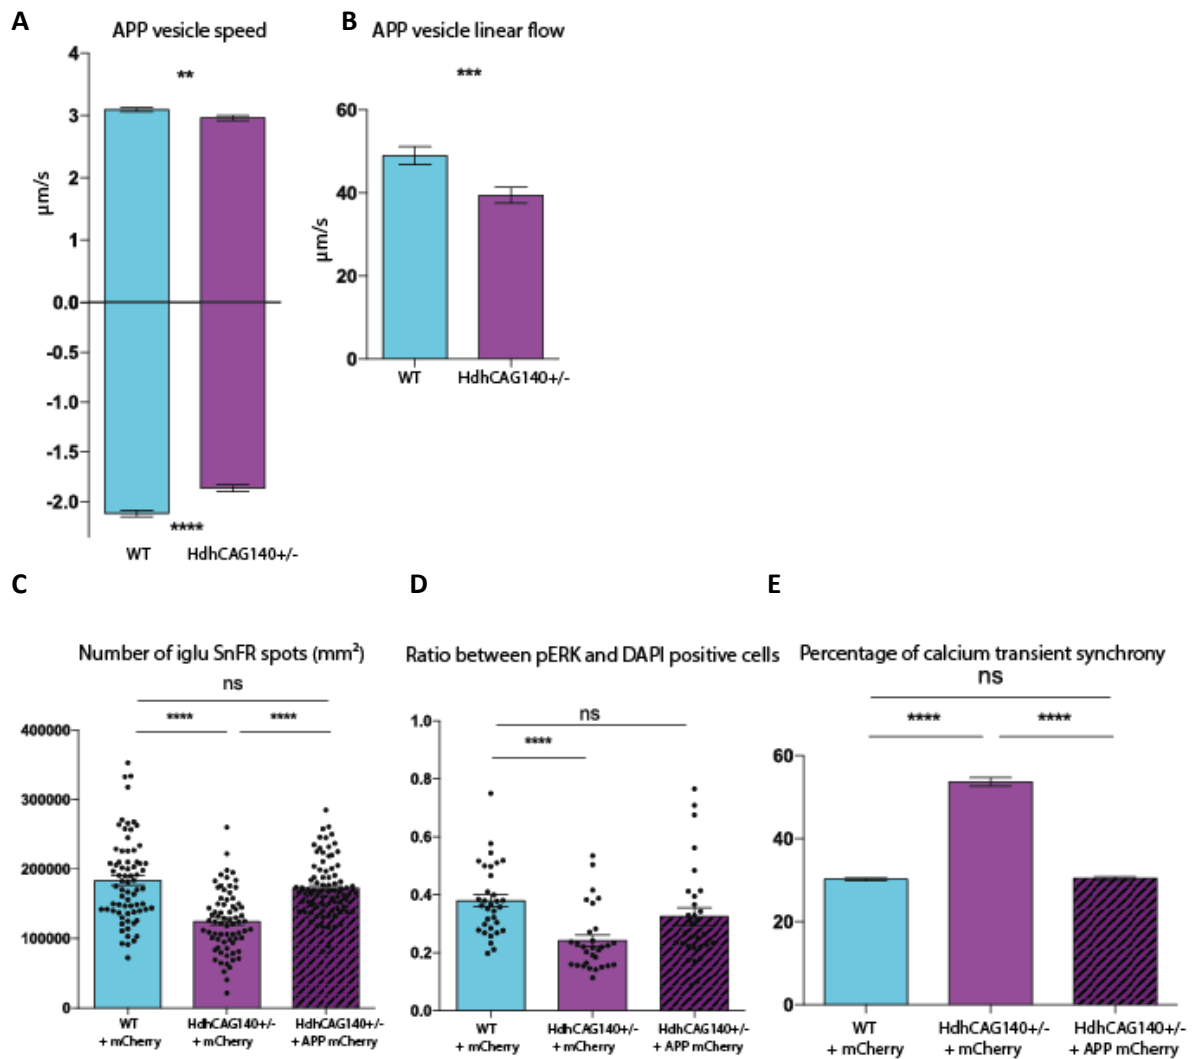 A
APP vesicle speed
4
**
3
2
μm/s
1
0.0
-0.5
-1.0
-1.5
-2.0
****
WT
HdhCAG140+/-
B
APP vesicle linear flow
***
60
40
μm/s
20
0
WT
HdhCAG140+/-
C
Number of iglu SnFR spots (mm²)
ns
****
****
400000
300000
200000
100000
0
WT
+ mCherry
HdhCAG140+/-
+ mCherry
HdhCAG140+/-
+ APP mCherry
D
Ratio between pERK and DAPI positive cells
ns
****
1.0
0.8
0.6
0.4
0.2
0.0
WT
+ mCherry
HdhCAG140+/-
+ mCherry
HdhCAG140+/-
+ APP mCherry
E
Percentage of calcium transient synchrony
ns
****
****
60
40
20
0
WT
+ mCherry
HdhCAG140+/-
+ mCherry
HdhCAG140+/-
+ APP mCherry